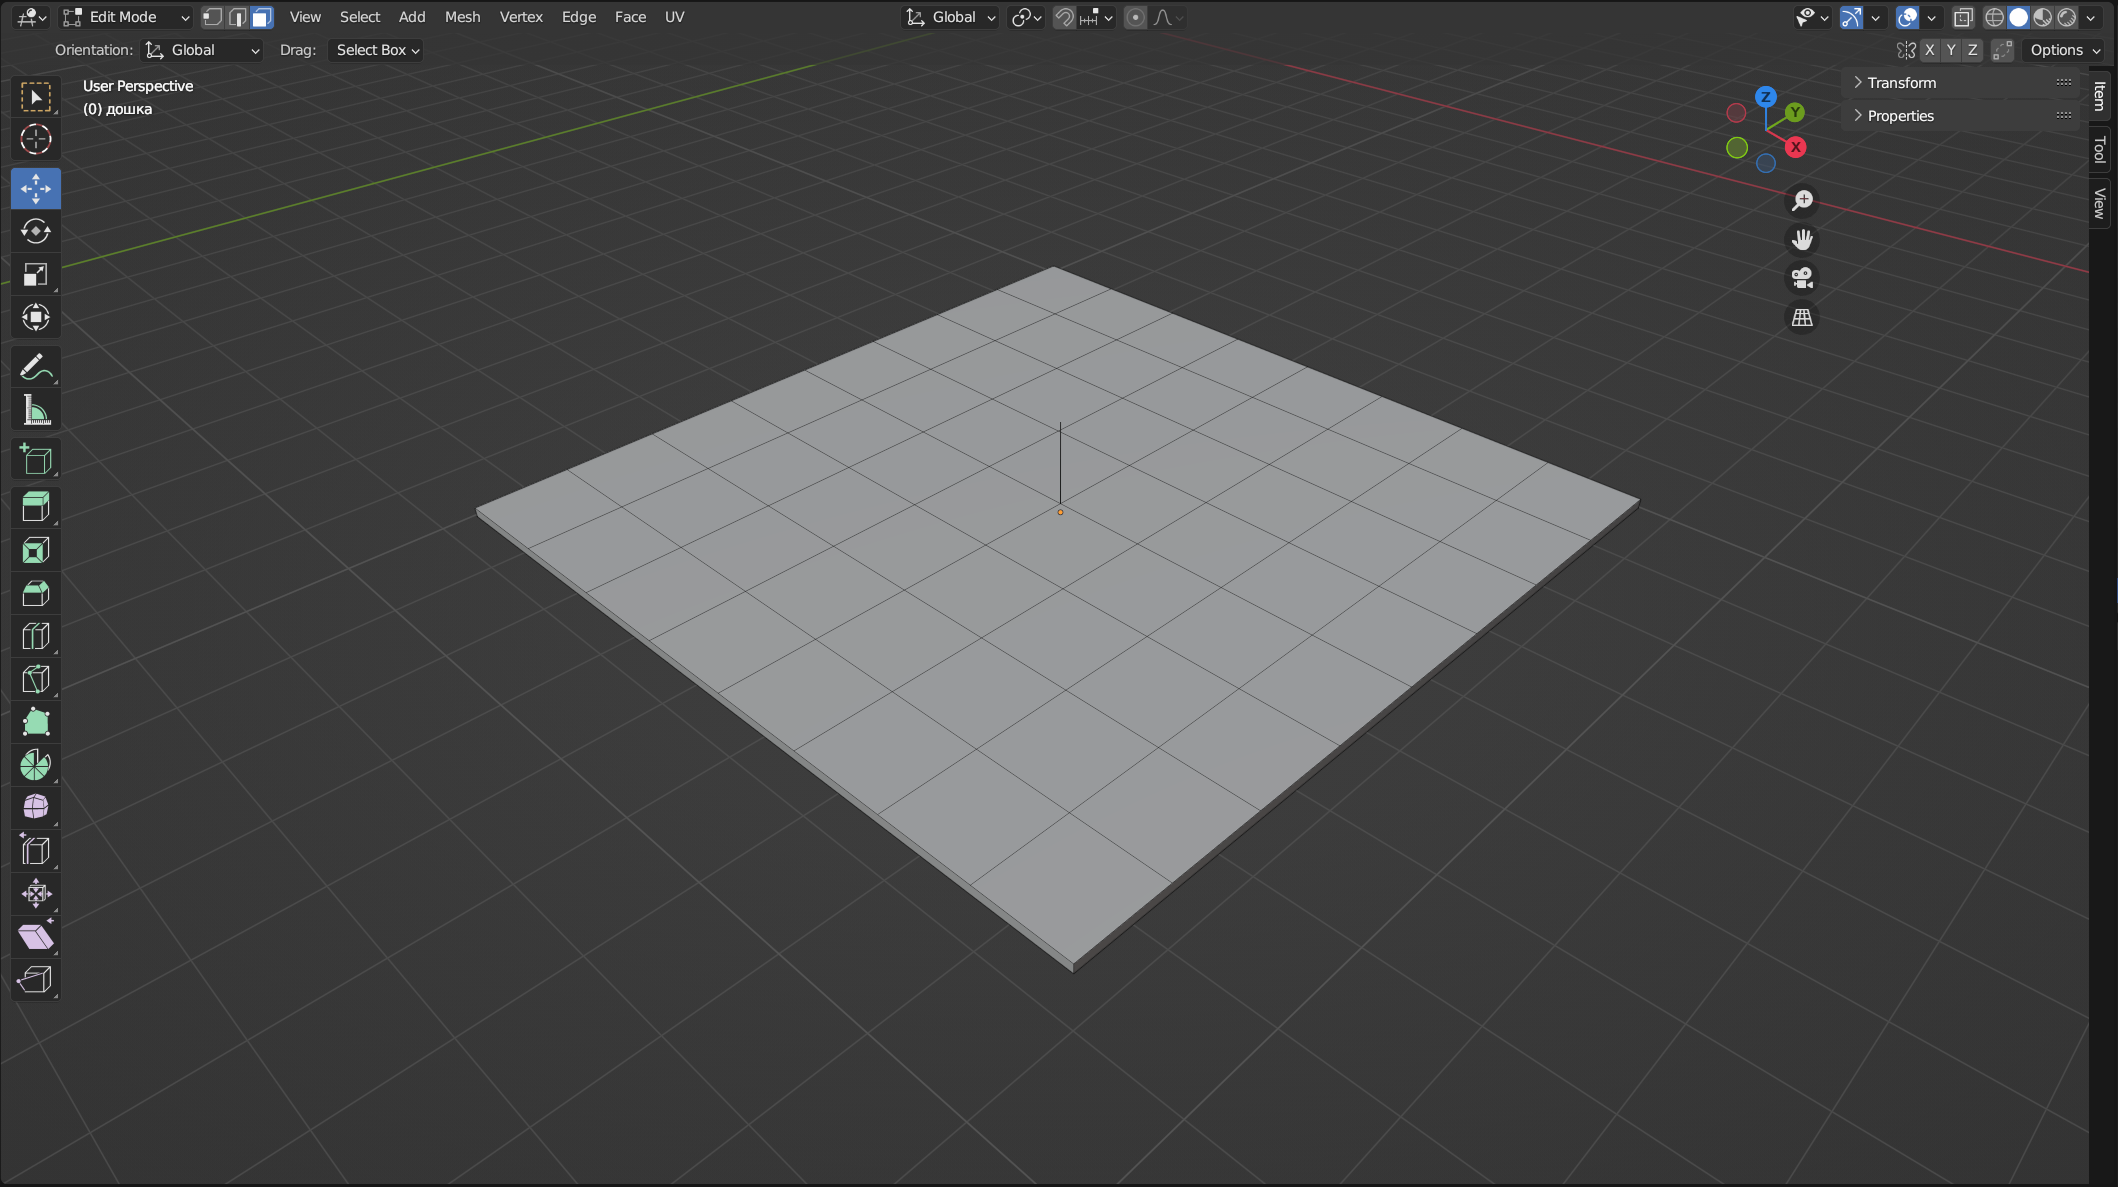 Edit Mode View Select Add Mesh Vertex Edge Face UV Global
Orientation: Global Drag: Select Box X Y Z Options
User Perspective
(0) дошка
Z
Y
X
Transform
Properties
Item
Tool
View